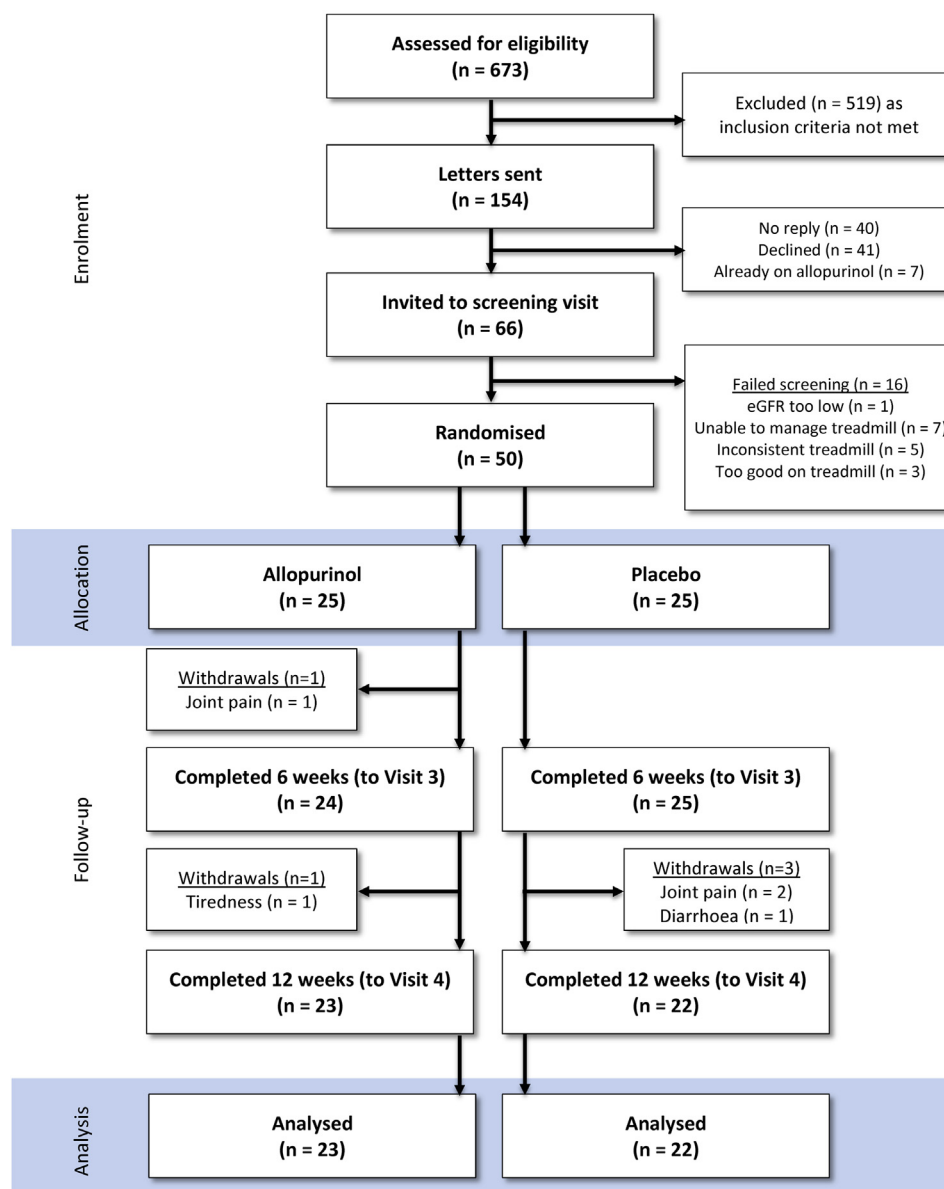 Assessed for eligibility
(n = 673)
Excluded (n = 519) as
inclusion criteria not met
Enrolment
Letters sent
(n = 154)
No reply (n = 40)
Declined (n = 41)
Already on allopurinol (n = 7)
Invited to screening visit
(n = 66)
Failed screening (n = 16)
eGFR too low (n = 1)
Unable to manage treadmill (n = 7)
Inconsistent treadmill (n = 5)
Too good on treadmill (n = 3)
Randomised
(n = 50)
Allocation
Allopurinol
(n = 25)
Placebo
(n = 25)
Follow-up
Withdrawals (n=1)
Joint pain (n = 1)
Completed 6 weeks (to Visit 3)
(n = 24)
Completed 6 weeks (to Visit 3)
(n = 25)
Withdrawals (n=1)
Tiredness (n = 1)
Withdrawals (n=3)
Joint pain (n = 2)
Diarrhoea (n = 1)
Completed 12 weeks (to Visit 4)
(n = 23)
Completed 12 weeks (to Visit 4)
(n = 22)
Analysis
Analysed
(n = 23)
Analysed
(n = 22)